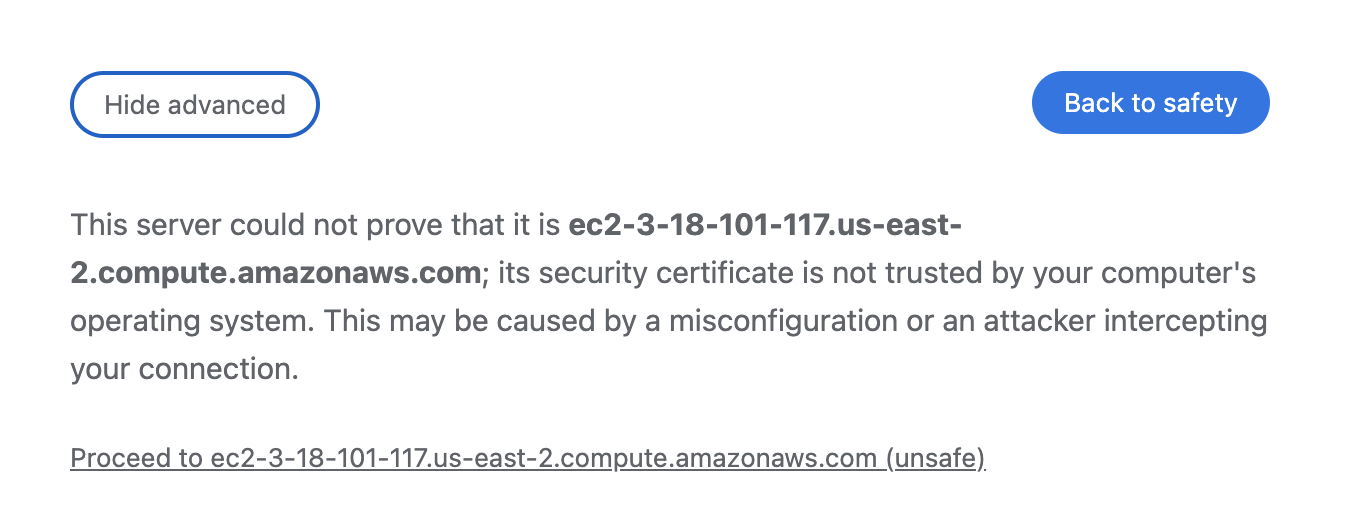 Hide advanced
Back to safety
This server could not prove that it is ec2-3-18-101-117.us-east-
2.compute.amazonaws.com; its security certificate is not trusted by your computer's
operating system. This may be caused by a misconfiguration or an attacker intercepting
your connection.
Proceed to ec2-3-18-101-117.us-east-2.compute.amazonaws.com (unsafe)